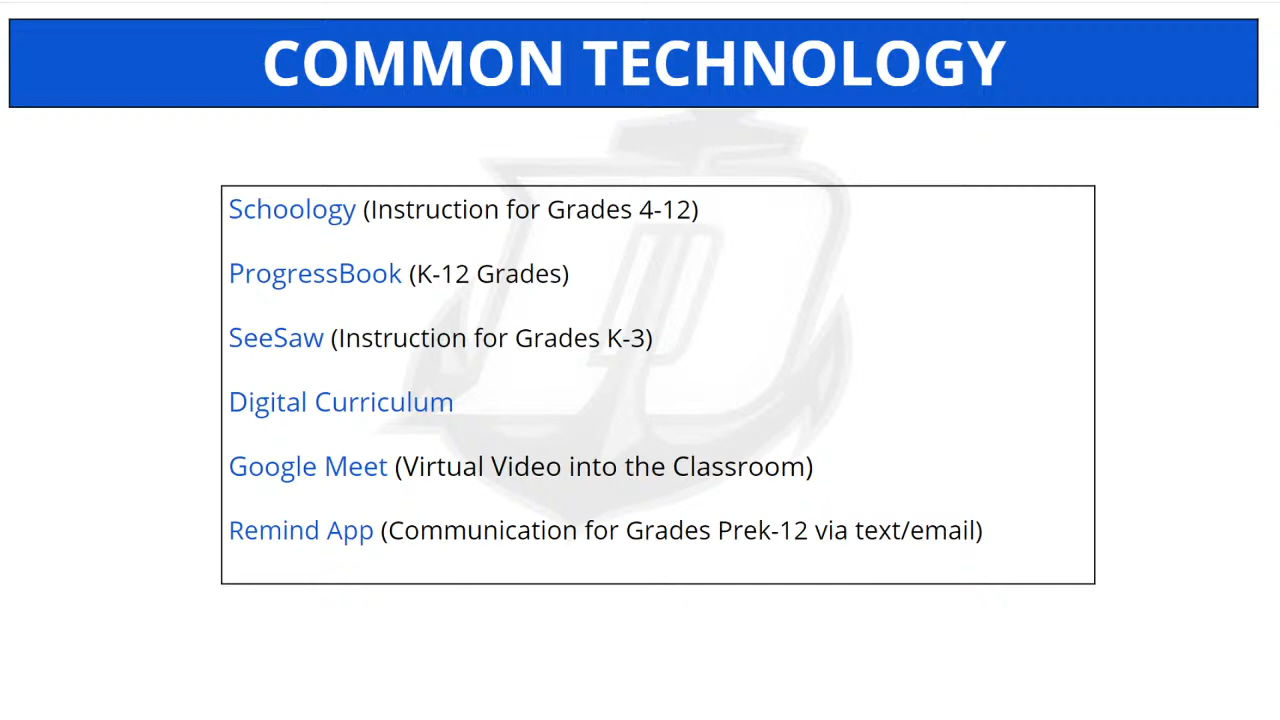 COMMON TECHNOLOGY
Schoology (Instruction for Grades 4-12)
ProgressBook (K-12 Grades)
SeeSaw (Instruction for Grades K-3)
Digital Curriculum
Google Meet (Virtual Video into the Classroom)
Remind App (Communication for Grades Prek-12 via text/email)